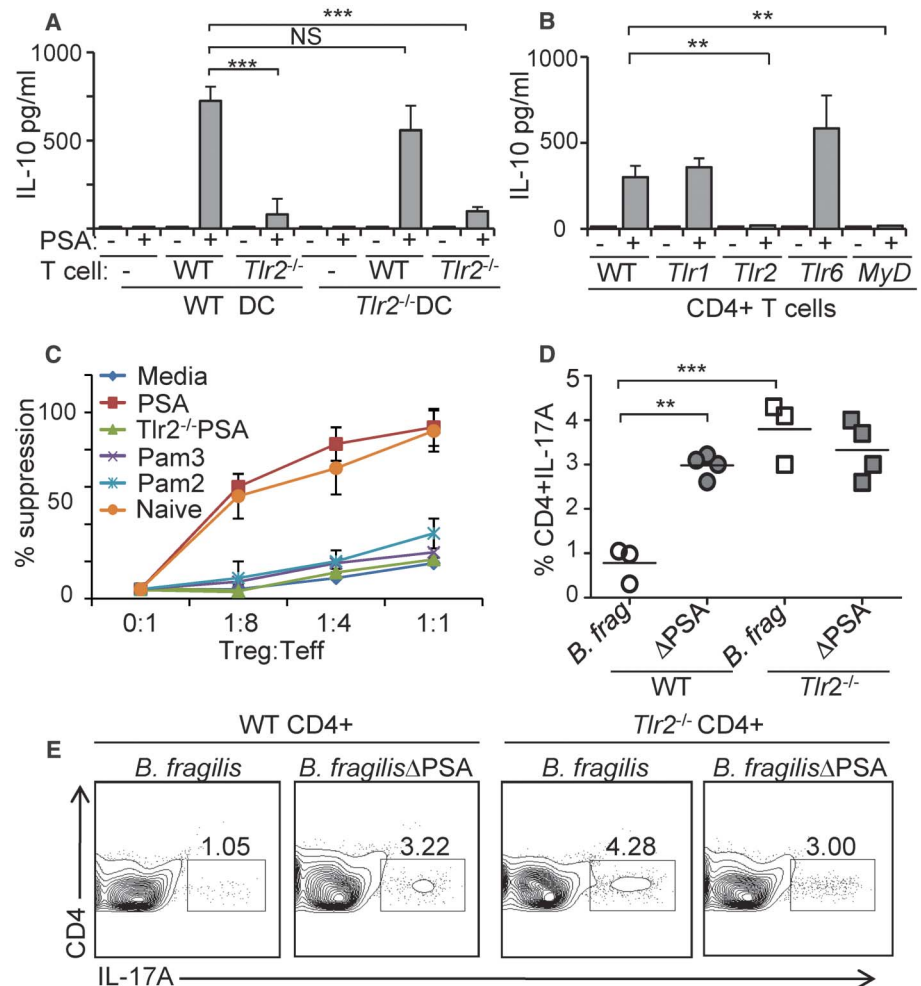 A
***
NS
***
1000
500
0
IL-10 pg/ml
PSA: - + - + - + - + - + - +
T cell: - WT Tlr2-/- - WT Tlr2-/-
WT DC Tlr2-/-DC
B
**
**
1000
500
0
IL-10 pg/ml
- + - + - + - + - +
WT Tlr1 Tlr2 Tlr6 MyD
CD4+ T cells
C
Media
PSA
Tlr2-/-PSA
Pam3
Pam2
Naive
100
50
0
% suppression
0:1 1:8 1:4 1:1
Treg:Teff
D
***
**
5
4
3
2
1
0
% CD4+IL-17A
B. frag ΔPSA B. frag ΔPSA
WT Tlr2-/-
E
WT CD4+ Tlr2-/- CD4+
B. fragilis B. fragilisΔPSA B. fragilis B. fragilisΔPSA
1.05 3.22 4.28 3.00
CD4
IL-17A